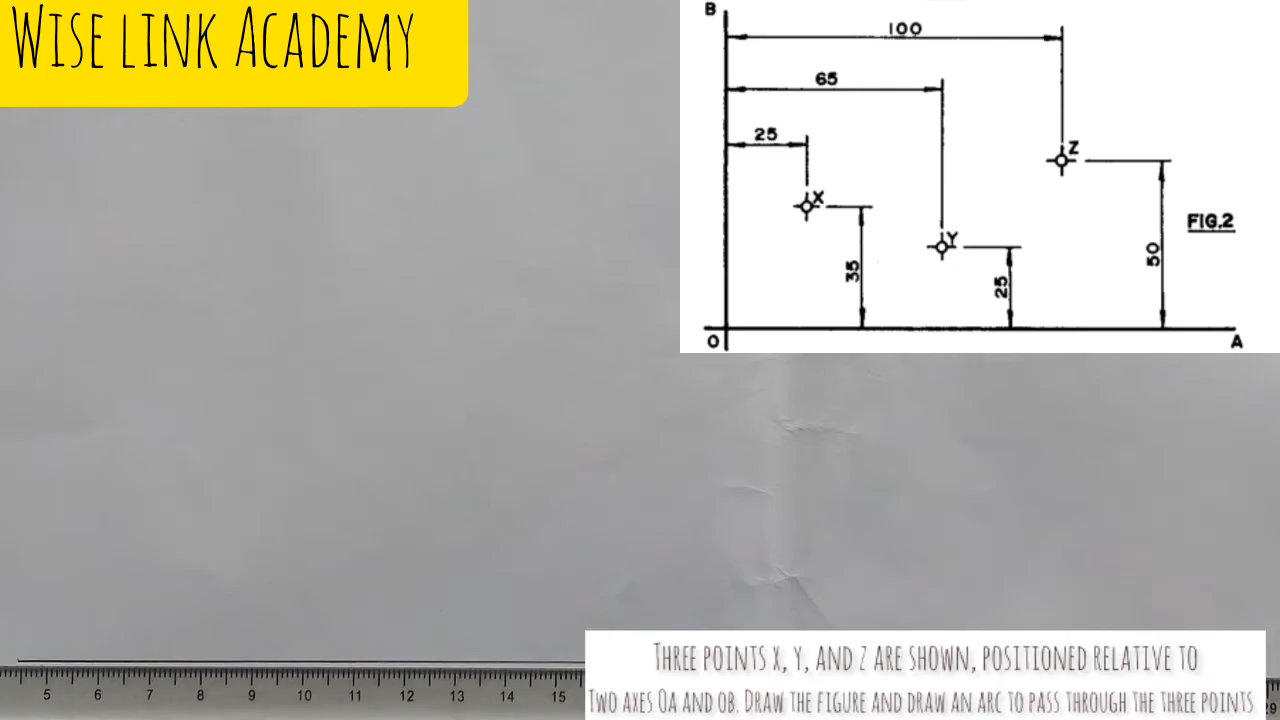 WISE LINK ACADEMY
B
100
65
25
Z
X
Y
FIG.2
35
25
50
O
A
THREE POINTS X, Y, AND Z ARE SHOWN, POSITIONED RELATIVE TO
TWO AXES OA AND OB. DRAW THE FIGURE AND DRAW AN ARC TO PASS THROUGH THE THREE POINTS
5 6 7 8 9 10 11 12 13 14 15 29